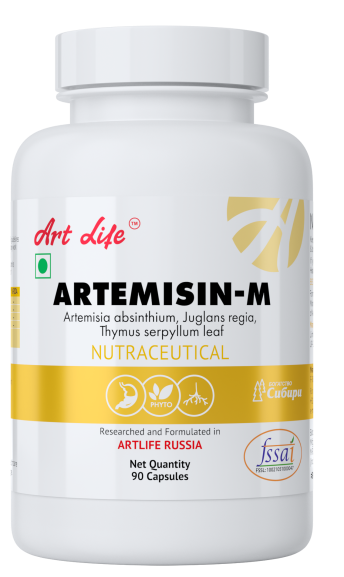 Art Life™
ARTEMISIN-M
Artemisia absinthium, Juglans regia,
Thymus serpyllum leaf
NUTRACEUTICAL
PHYTO
Сибири
Researched and Formulated in
ARTLIFE RUSSIA
Net Quantity
90 Capsules
fssai